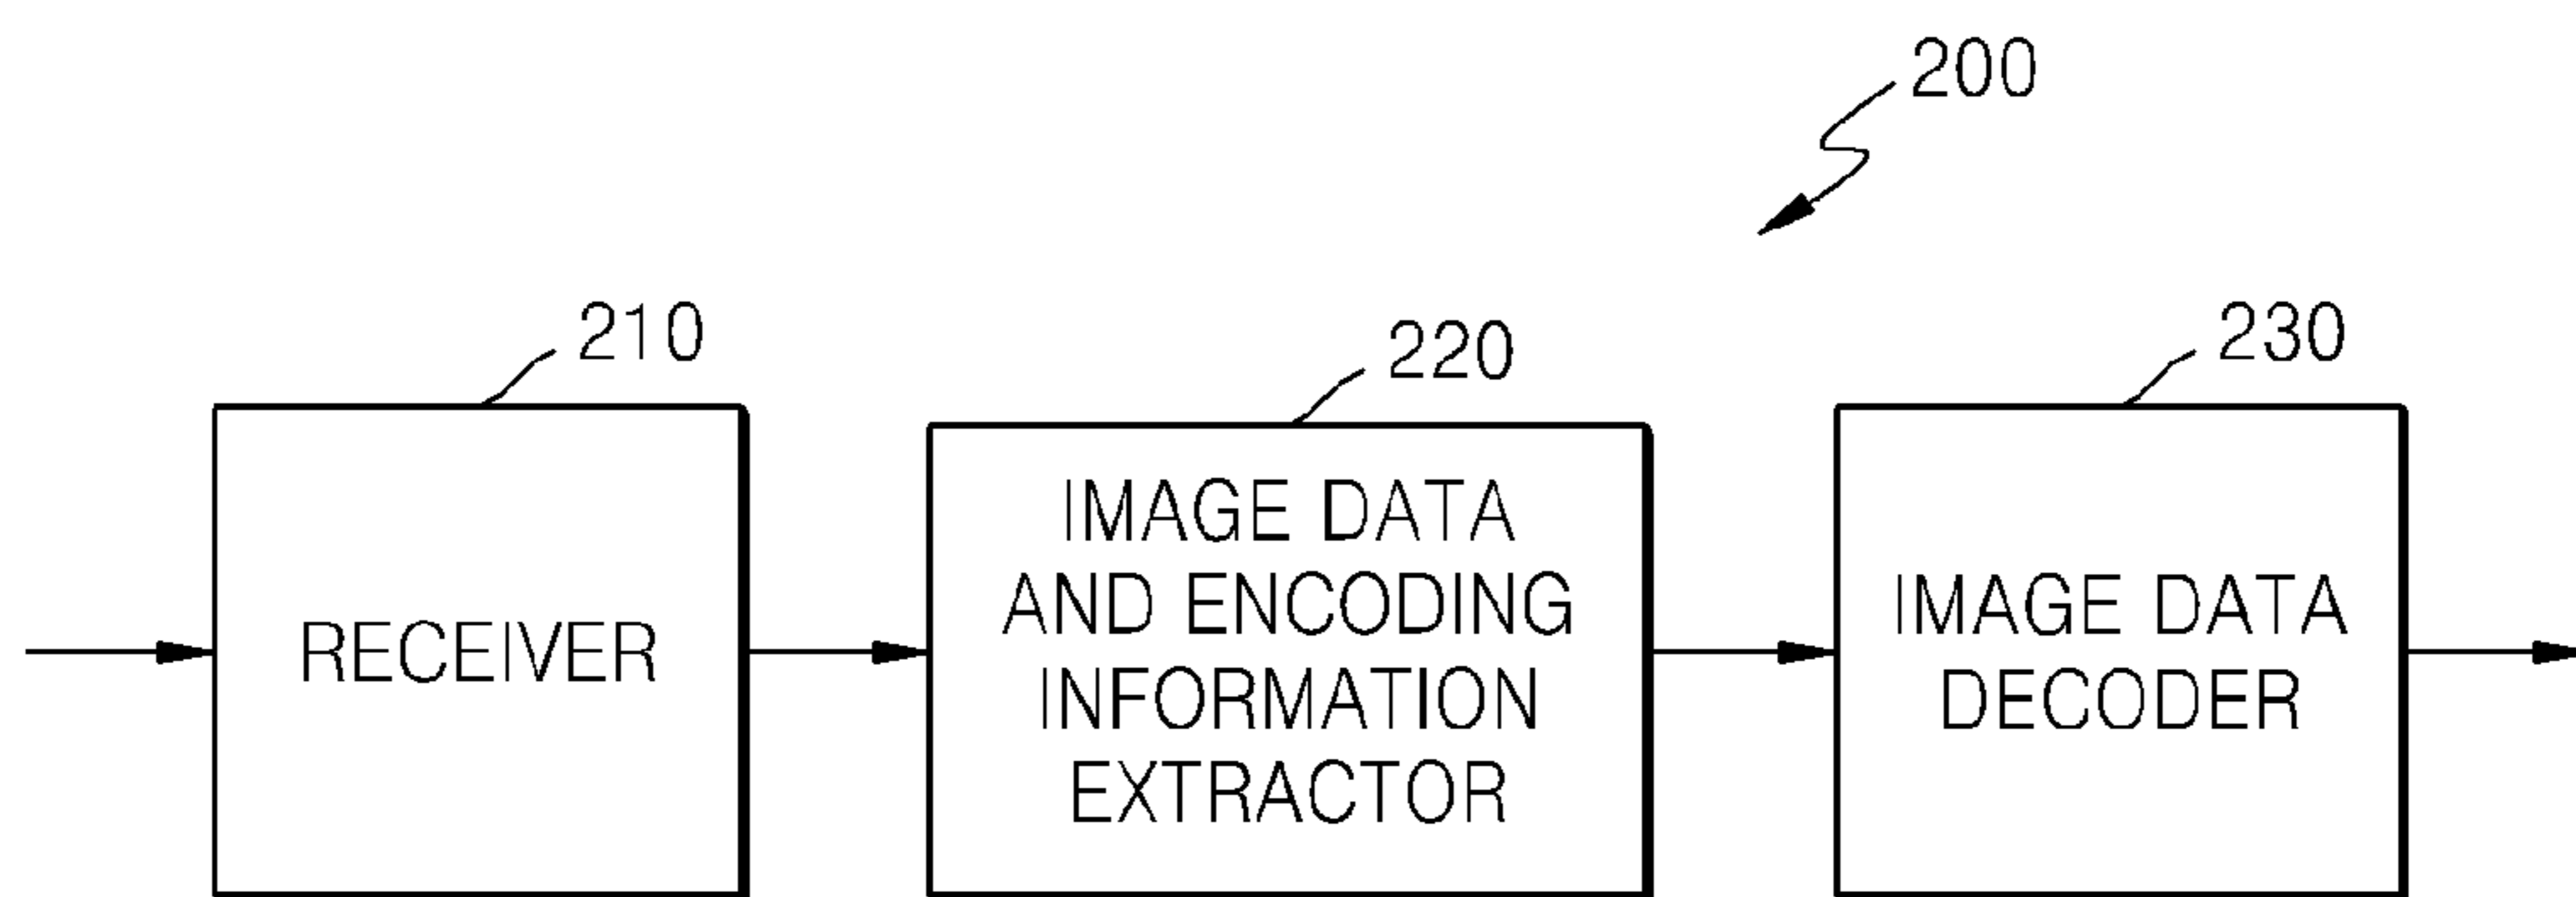 200
210
220
230
RECEIVER
IMAGE DATA
AND ENCODING
INFORMATION
EXTRACTOR
IMAGE DATA
DECODER